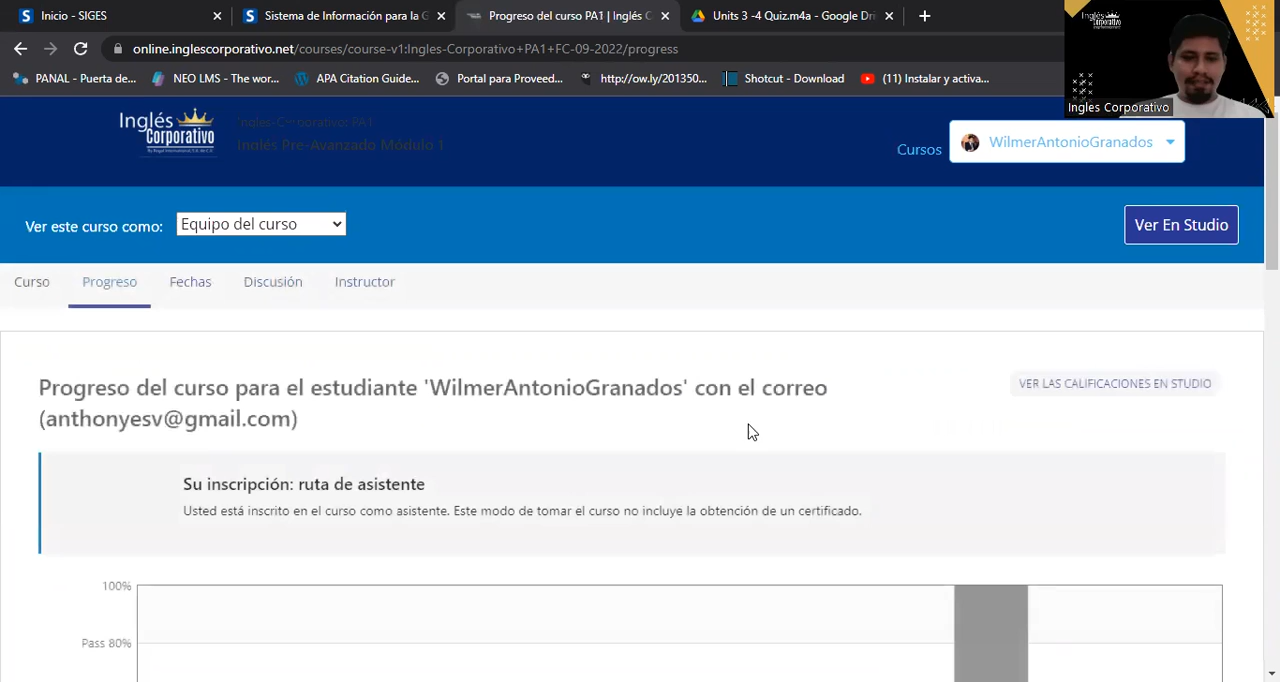 Inicio - SIGES
Sistema de Información para la G
Progreso del curso PA1 | Inglés C
Units 3 -4 Quiz.m4a - Google Dri
online.inglescorporativo.net/courses/course-v1:Ingles-Corporativo+PA1+FC-09-2022/progress
PANAL - Puerta de...
NEO LMS - The wor...
APA Citation Guide...
Portal para Proveed...
http://ow.ly/201350...
Shotcut - Download
(11) Instalar y activa...
Ingles Corporativo
Inglés
Corporativo
Ingles-Corporativo: PA1
Inglés Pre-Avanzado Módulo 1
Cursos
WilmerAntonioGranados
Ver este curso como:
Equipo del curso
Ver En Studio
Curso
Progreso
Fechas
Discusión
Instructor
Progreso del curso para el estudiante 'WilmerAntonioGranados' con el correo
(anthonyesv@gmail.com)
VER LAS CALIFICACIONES EN STUDIO
Su inscripción: ruta de asistente
Usted está inscrito en el curso como asistente. Este modo de tomar el curso no incluye la obtención de un certificado.
100%
Pass 80%